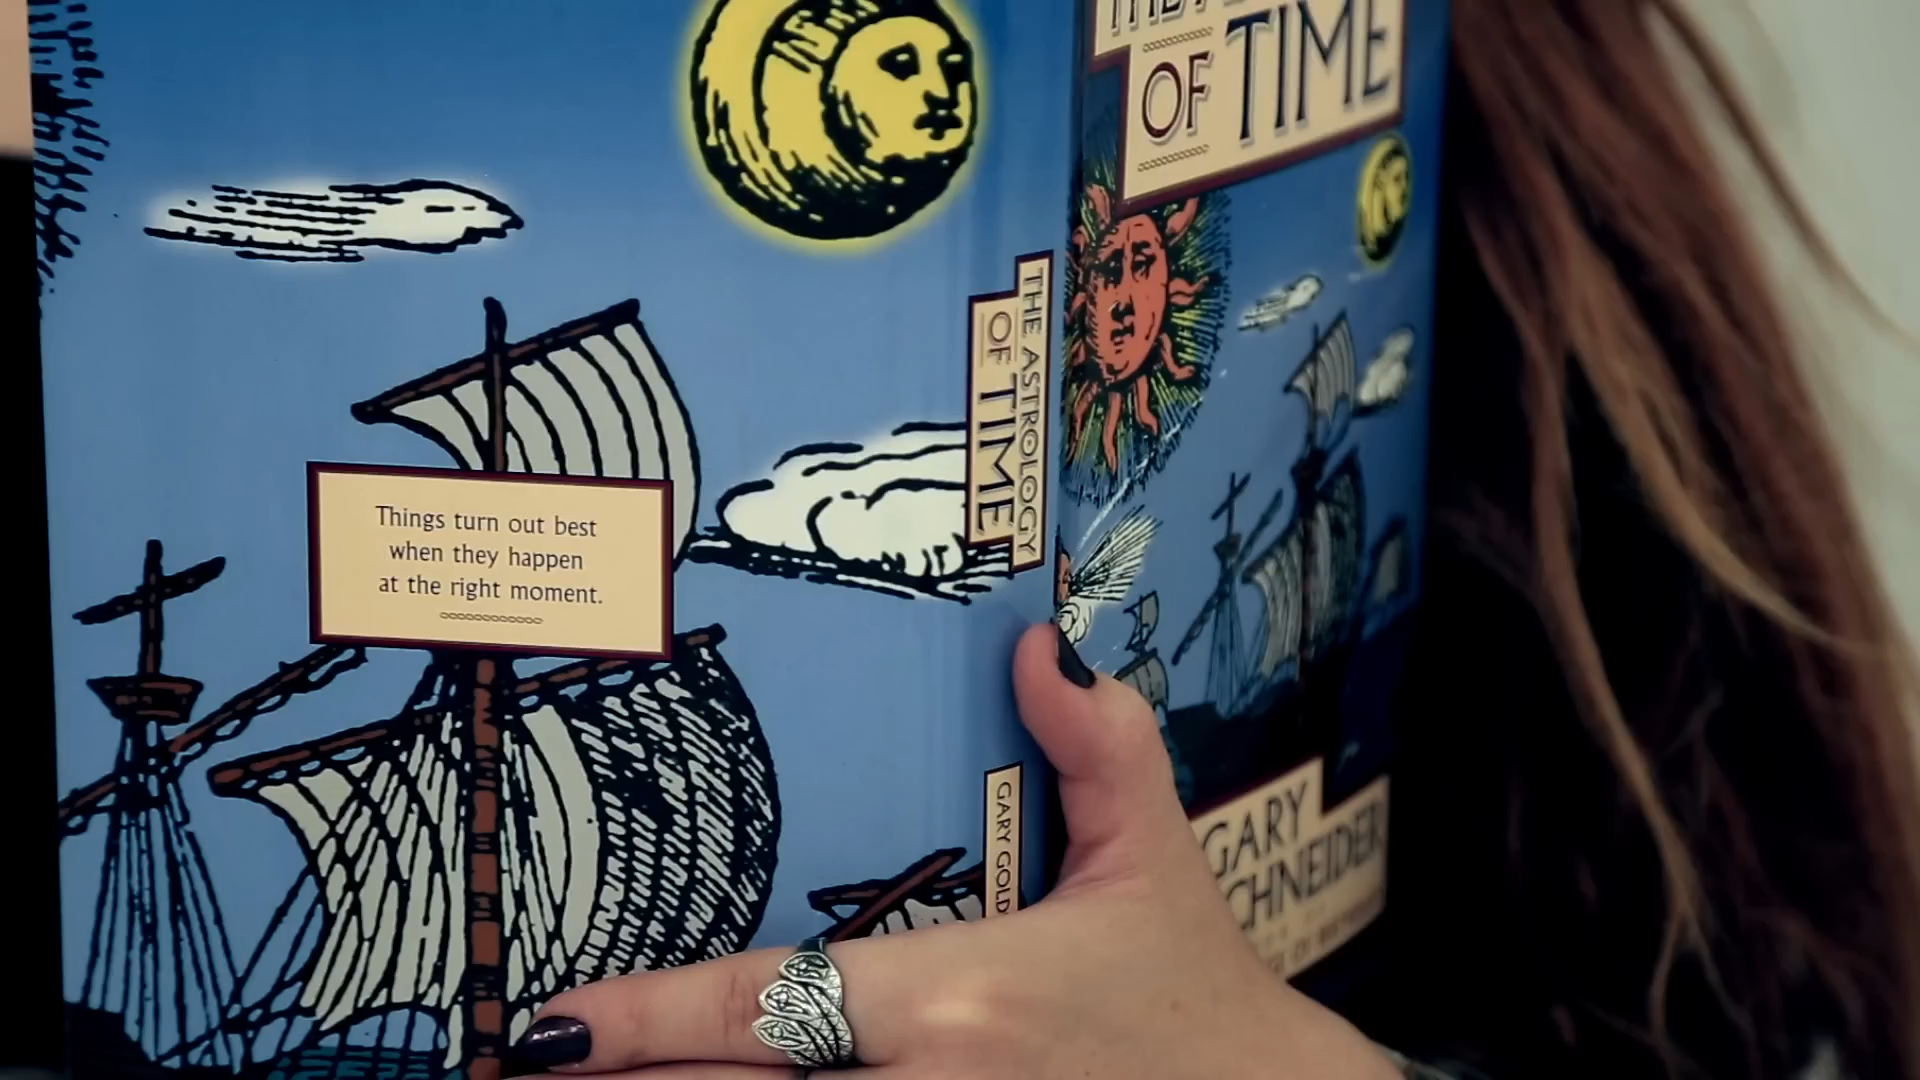 Things turn out best
when they happen
at the right moment.
THE ASTROLOGY
OF TIME
GARY GOLD
OF TIME
GARY
CHNEIDER